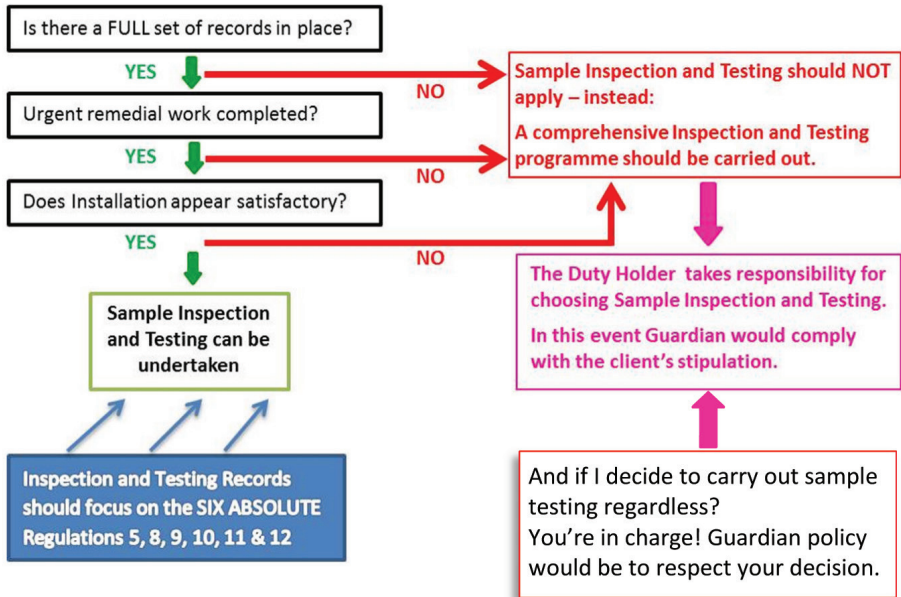 Is there a FULL set of records in place?
YES
NO
Urgent remedial work completed?
YES
NO
Does Installation appear satisfactory?
YES
NO
Sample Inspection
and Testing can be
undertaken
Inspection and Testing Records
should focus on the SIX ABSOLUTE
Regulations 5, 8, 9, 10, 11 & 12
Sample Inspection and Testing should NOT
apply – instead:
A comprehensive Inspection and Testing
programme should be carried out.
The Duty Holder takes responsibility for
choosing Sample Inspection and Testing.
In this event Guardian would comply
with the client's stipulation.
And if I decide to carry out sample
testing regardless?
You're in charge! Guardian policy
would be to respect your decision.